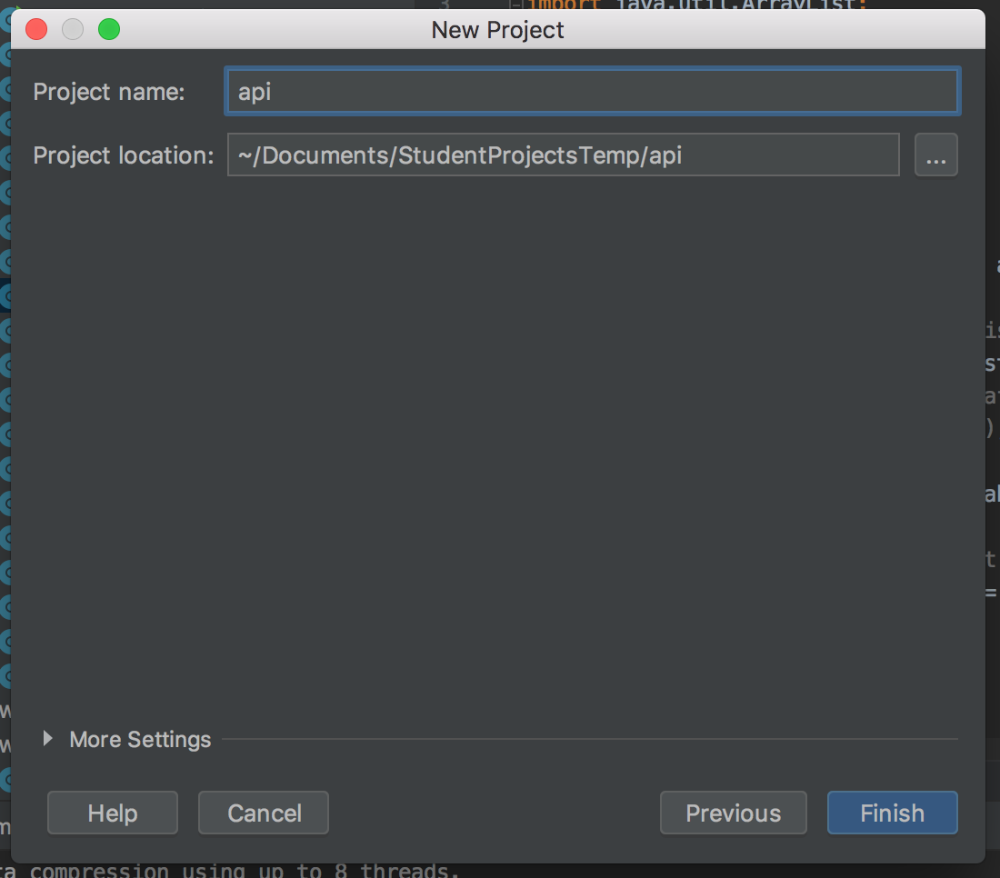 3 import java.util.ArrayList;
New Project
Project name: api
Project location: ~/Documents/StudentProjectsTemp/api ...
More Settings
Help Cancel Previous Finish
compression using up to 8 threads.